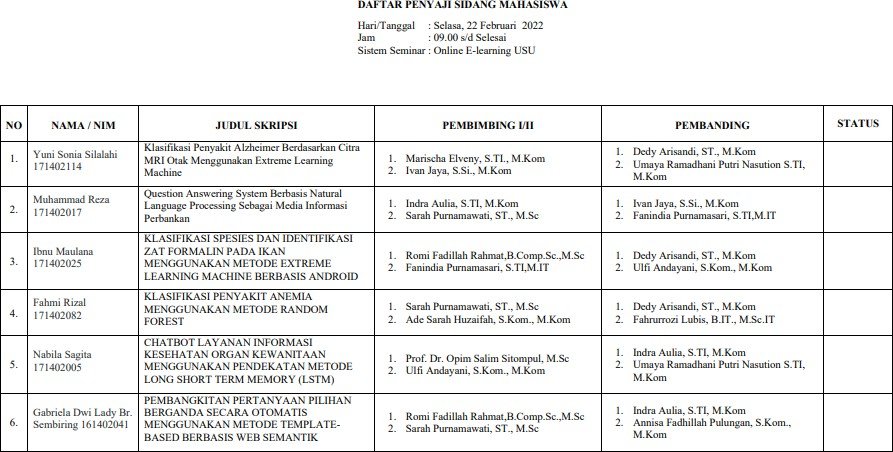 DAFTAR PENYAJI SIDANG MAHASISWA
Hari/Tanggal : Selasa, 22 Februari 2022
Jam : 09.00 s/d Selesai
Sistem Seminar : Online E-learning USU
NO NAMA / NIM JUDUL SKRIPSI PEMBIMBING I/II PEMBANDING STATUS
1.
Yuni Sonia Silalahi
171402114
Klasifikasi Penyakit Alzheimer Berdasarkan Citra
MRI Otak Menggunakan Extreme Learning
Machine
1. Marischa Elveny, S.TI., M.Kom
2. Ivan Jaya, S.Si., M.Kom
1. Dedy Arisandi, ST., M.Kom
2. Umaya Ramadhani Putri Nasution S.TI,
M.Kom
2.
Muhammad Reza
171402017
Question Answering System Berbasis Natural
Language Processing Sebagai Media Informasi
Perbankan
1. Indra Aulia, S.TI, M.Kom
2. Sarah Purnamawati, ST., M.Sc
1. Ivan Jaya, S.Si., M.Kom
2. Fanindia Purnamasari, S.TI,M.IT
3.
Ibnu Maulana
171402025
KLASIFIKASI SPESIES DAN IDENTIFIKASI
ZAT FORMALIN PADA IKAN
MENGGUNAKAN METODE EXTREME
LEARNING MACHINE BERBASIS ANDROID
1. Romi Fadillah Rahmat,B.Comp.Sc.,M.Sc
2. Fanindia Purnamasari, S.TI,M.IT
1. Dedy Arisandi, ST., M.Kom
2. Ulfi Andayani, S.Kom., M.Kom
4.
Fahmi Rizal
171402082
KLASIFIKASI PENYAKIT ANEMIA
MENGGUNAKAN METODE RANDOM
FOREST
1. Sarah Purnamawati, ST., M.Sc
2. Ade Sarah Huzaifah, S.Kom., M.Kom
1. Dedy Arisandi, ST., M.Kom
2. Fahrurrozi Lubis, B.IT., M.Sc.IT
5.
Nabila Sagita
171402005
CHATBOT LAYANAN INFORMASI
KESEHATAN ORGAN KEWANITAAN
MENGGUNAKAN PENDEKATAN METODE
LONG SHORT TERM MEMORY (LSTM)
1. Prof. Dr. Opim Salim Sitompul, M.Sc
2. Ulfi Andayani, S.Kom., M.Kom
1. Indra Aulia, S.TI, M.Kom
2. Umaya Ramadhani Putri Nasution S.TI,
M.Kom
6.
Gabriela Dwi Lady Br.
Sembiring 161402041
PEMBANGKITAN PERTANYAAN PILIHAN
BERGANDA SECARA OTOMATIS
MENGGUNAKAN METODE TEMPLATE-
BASED BERBASIS WEB SEMANTIK
1. Romi Fadillah Rahmat,B.Comp.Sc.,M.Sc
2. Sarah Purnamawati, ST., M.Sc
1. Indra Aulia, S.TI, M.Kom
2. Annisa Fadhillah Pulungan, S.Kom.,
M.Kom